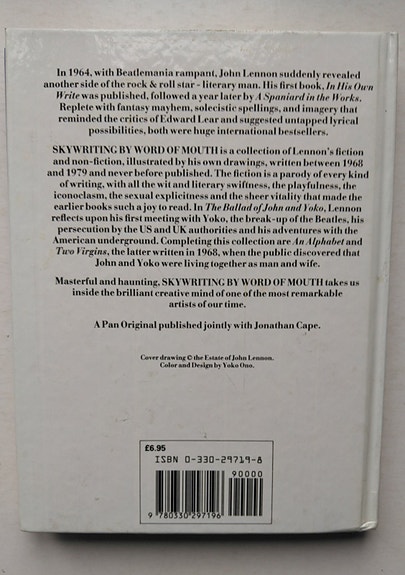 In 1964, with Beatlemania rampant, John Lennon suddenly revealed
another side of the rock & roll star - literary man. His first book, In His Own
Write was published, followed a year later by A Spaniard in the Works.
Replete with fantasy mayhem, solecistic spellings, and imagery that
reminded the critics of Edward Lear and suggested untapped lyrical
possibilities, both were huge international bestsellers.
SKYWRITING BY WORD OF MOUTH is a collection of Lennon's fiction
and non-fiction, illustrated by his own drawings, written between 1968
and 1979 and never before published. The fiction is a parody of every kind
of writing, with all the wit and literary swiftness, the playfulness, the
iconoclasm, the sexual explicitness and the sheer vitality that made the
earlier books such a joy to read. In The Ballad of John and Yoko, Lennon
reflects upon his first meeting with Yoko, the break-up of the Beatles, his
persecution by the US and UK authorities and his adventures with the
American underground. Completing this collection are An Alphabet and
Two Virgins, the latter written in 1968, when the public discovered that
John and Yoko were living together as man and wife.
Masterful and haunting, SKYWRITING BY WORD OF MOUTH takes us
inside the brilliant creative mind of one of the most remarkable
artists of our time.
A Pan Original published jointly with Jonathan Cape.
Cover drawing © the Estate of John Lennon.
Color and Design by Yoko Ono.
£6.95
ISBN 0-330-29719-8
90000
9 780330 297196